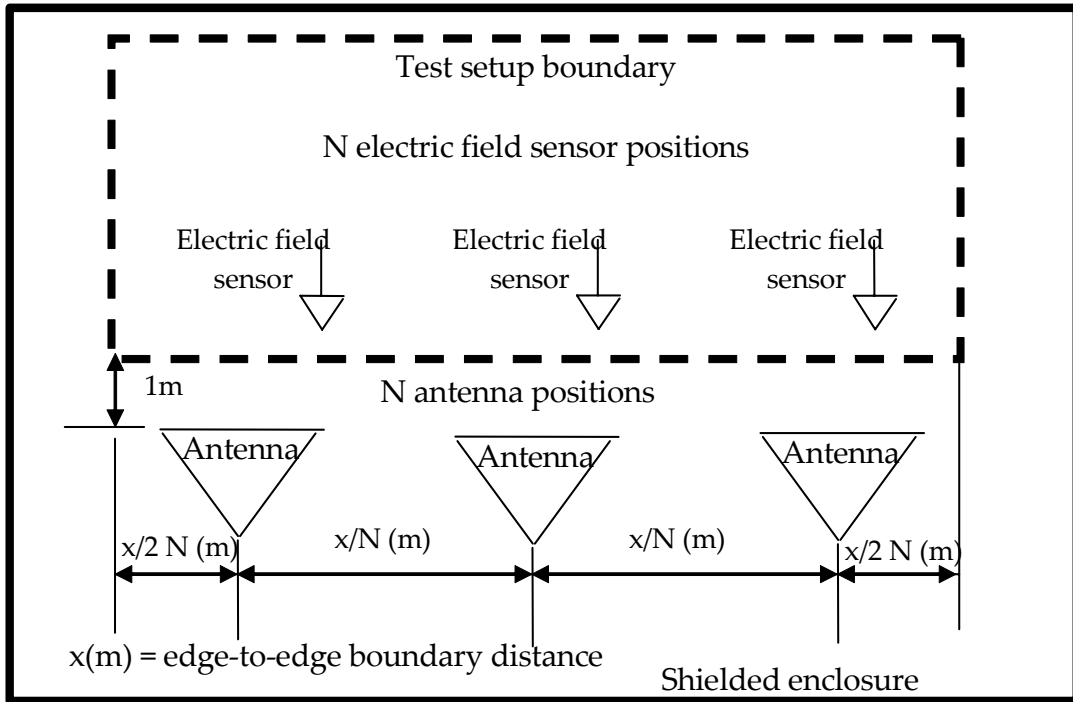 Test setup boundary
N electric field sensor positions
Electric field
sensor
Electric field
sensor
Electric field
sensor
1m
N antenna positions
Antenna
Antenna
Antenna
x/2 N (m)
x/N (m)
x/N (m)
x/2 N (m)
x(m) = edge-to-edge boundary distance
Shielded enclosure